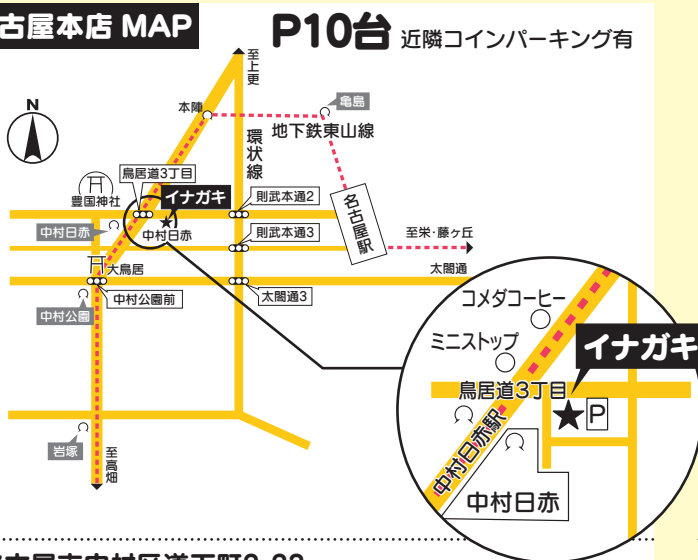 古屋本店 MAP
P10台 近隣コインパーキング有
至上更
N
本陣
亀島
地下鉄東山線
環状線
鳥居道3丁目
豊国神社
イナガキ
則武本通2
名古屋駅
中村日赤
中村日赤
則武本通3
至栄・藤ヶ丘
大鳥居
太閤通
中村公園前
太閤通3
中村公園
コメダコーヒー
ミニストップ
イナガキ
鳥居道3丁目
P
中村日赤駅
岩塚
至高畑
中村日赤